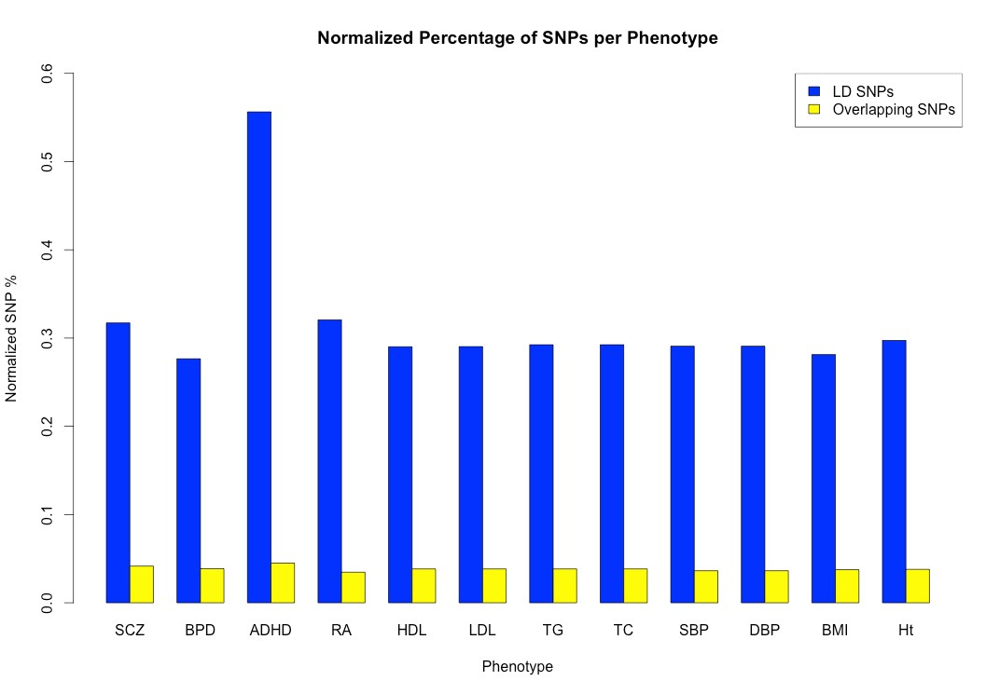 Normalized Percentage of SNPs per Phenotype
LD SNPs
Overlapping SNPs
Normalized SNP %
0.6
0.5
0.4
0.3
0.2
0.1
0.0
SCZ BPD ADHD RA HDL LDL TG TC SBP DBP BMI Ht
Phenotype